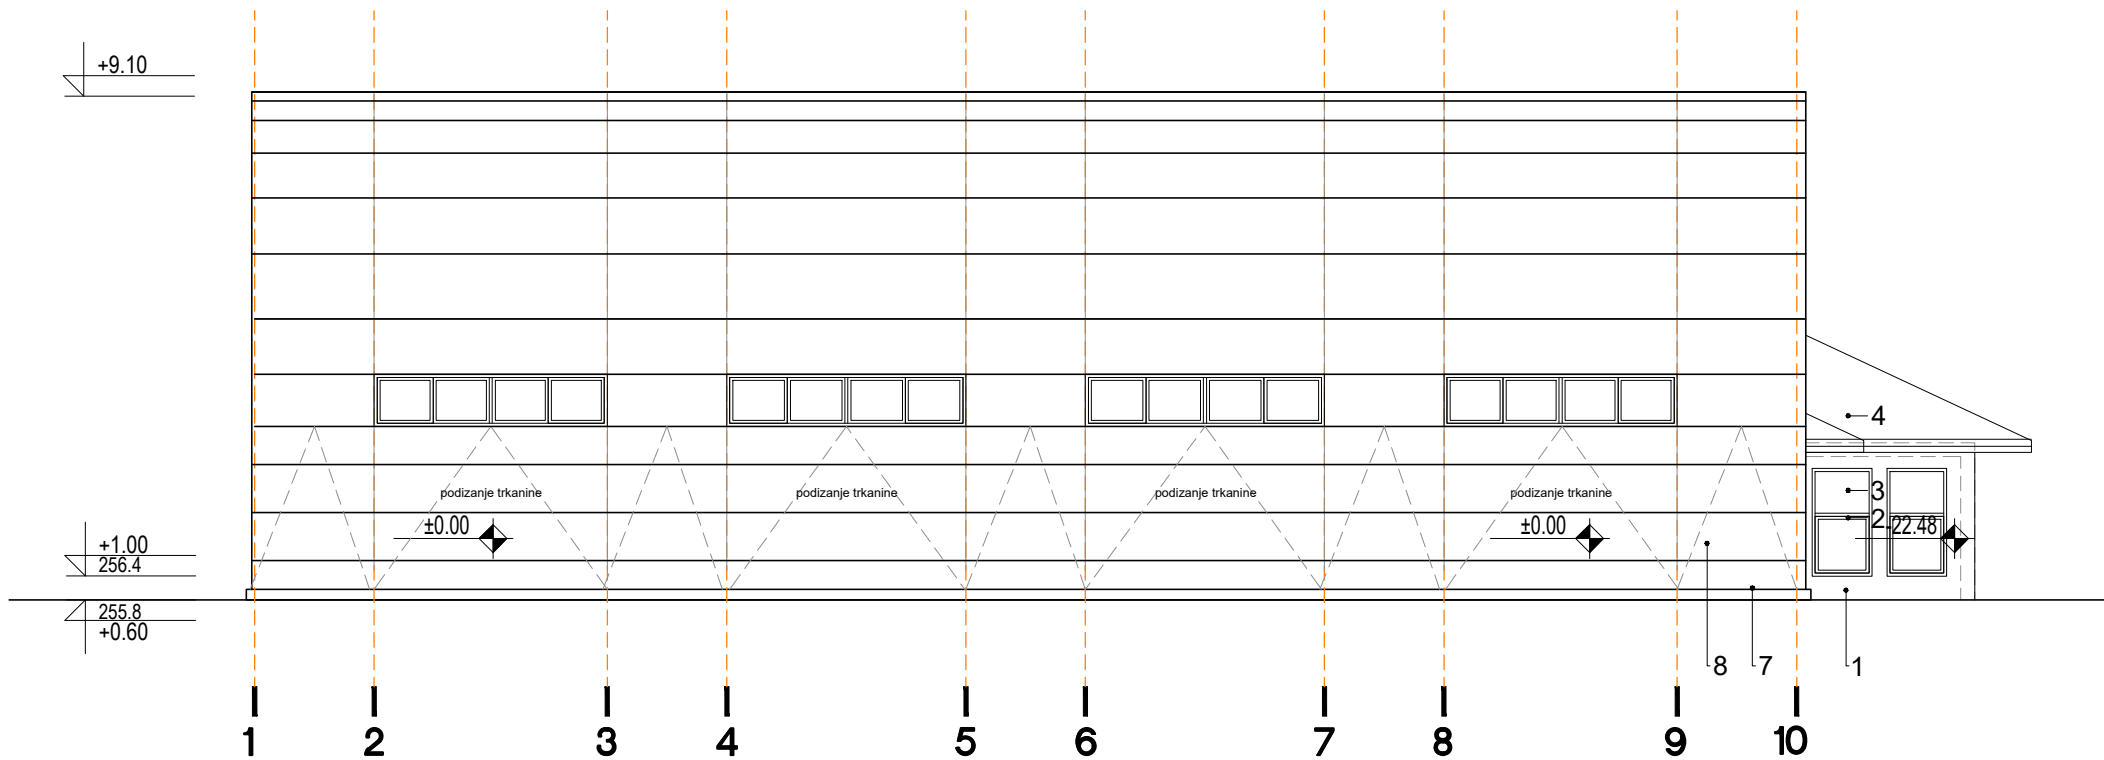 +9.10
4
podizanje trkanine podizanje trkanine podizanje trkanine podizanje trkanine
3
±0.00 ±0.00 2 22.48
+1.00
256.4
255.8
+0.60
8 7 1
1 2 3 4 5 6 7 8 9 10